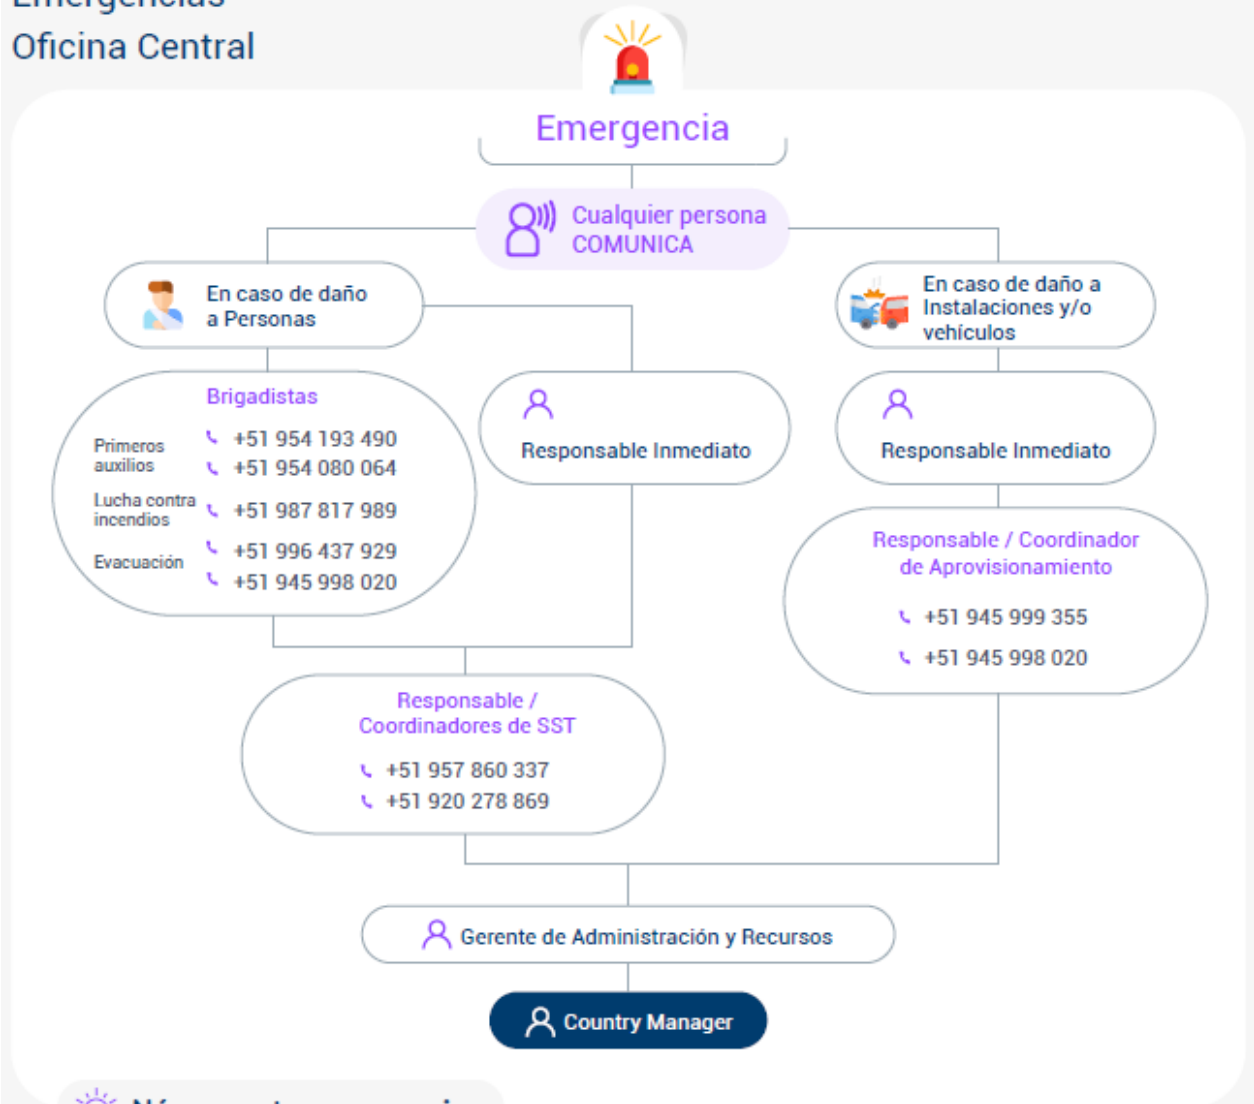 Emergencias
Oficina Central
Emergencia
Cualquier persona
COMUNICA
En caso de daño
a Personas
En caso de daño a
Instalaciones y/o
vehículos
Brigadistas
Primeros
auxilios
+51 954 193 490
+51 954 080 064
Lucha contra
incendios
+51 987 817 989
Evacuación
+51 996 437 929
+51 945 998 020
Responsable Inmediato
Responsable Inmediato
Responsable / Coordinador
de Aprovisionamiento
+51 945 999 355
+51 945 998 020
Responsable /
Coordinadores de SST
+51 957 860 337
+51 920 278 869
Gerente de Administración y Recursos
Country Manager